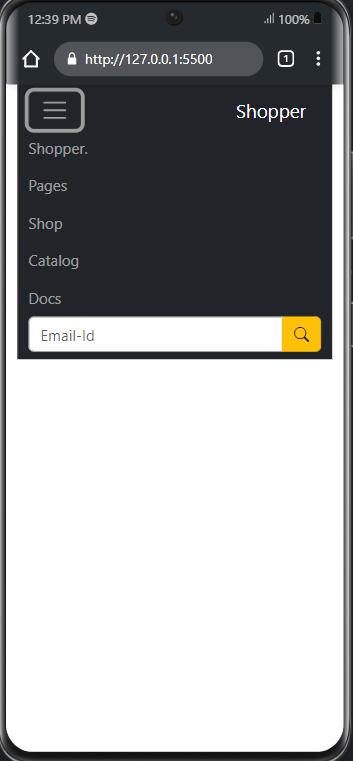 12:39 PM 100%
http://127.0.0.1:5500 1
Shopper
Shopper.
Pages
Shop
Catalog
Docs
Email-Id